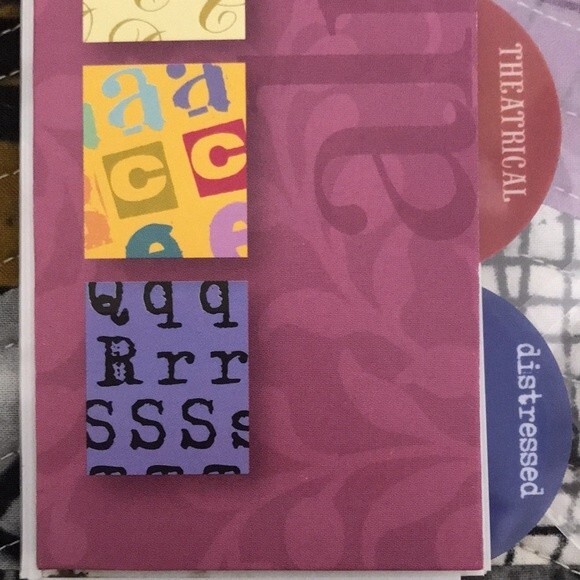 aa
cc
ee
Qqq
Rrr
SSSs
a
THEATRICAL
distressed